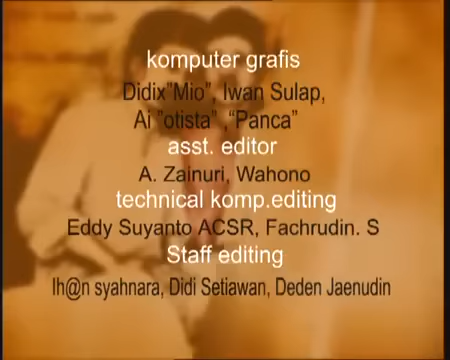 komputer grafis
Didix"Mio", Iwan Sulap,
Ai "otista" ,"Panca"
asst. editor
A. Zainuri, Wahono
technical komp.editing
Eddy Suyanto ACSR, Fachrudin. S
Staff editing
Ih@n syahnara, Didi Setiawan, Deden Jaenudin